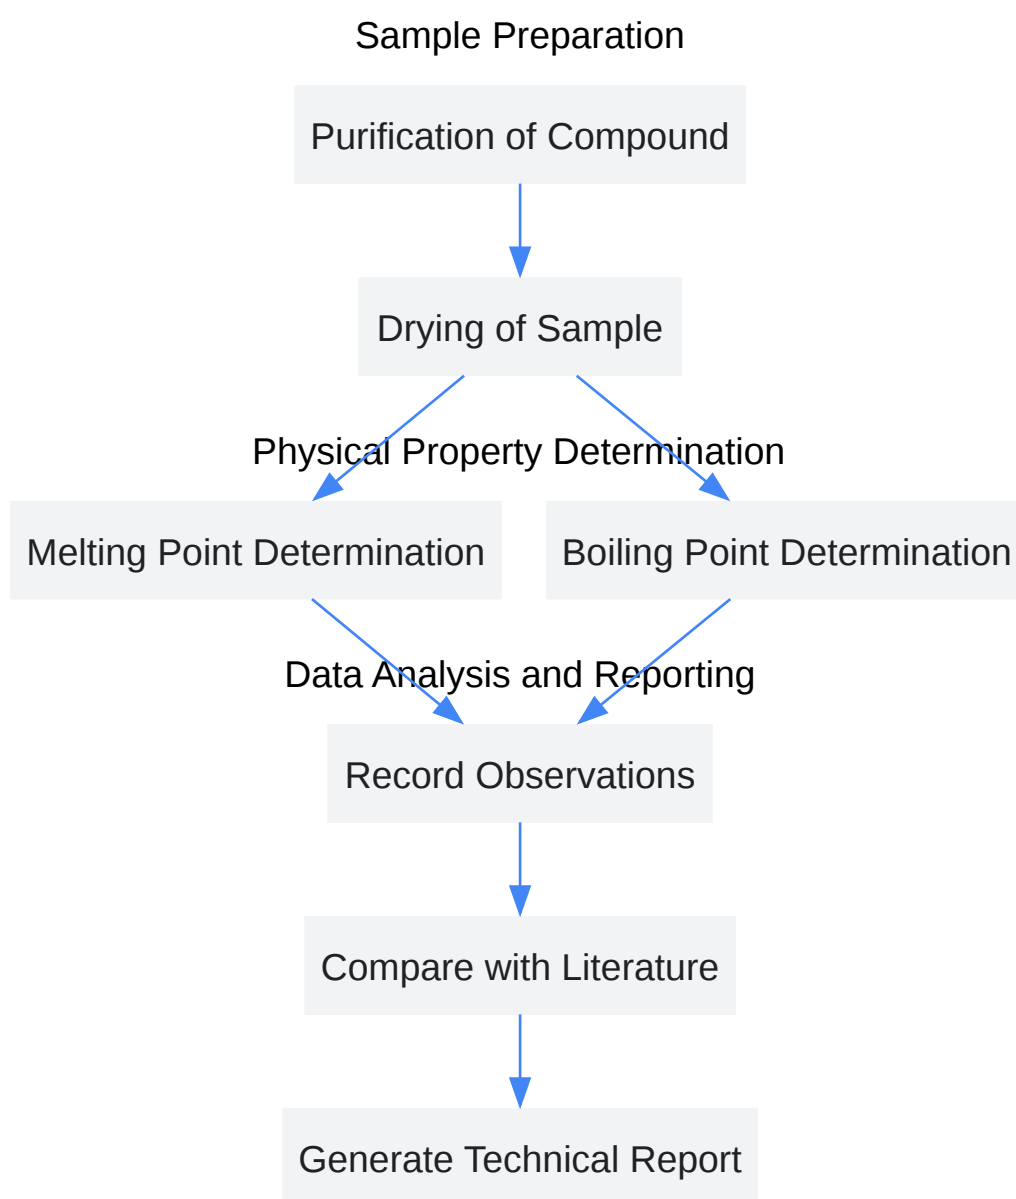 Sample Preparation
Purification of Compound
Drying of Sample
Physical Property Determination
Melting Point Determination
Boiling Point Determination
Data Analysis and Reporting
Record Observations
Compare with Literature
Generate Technical Report